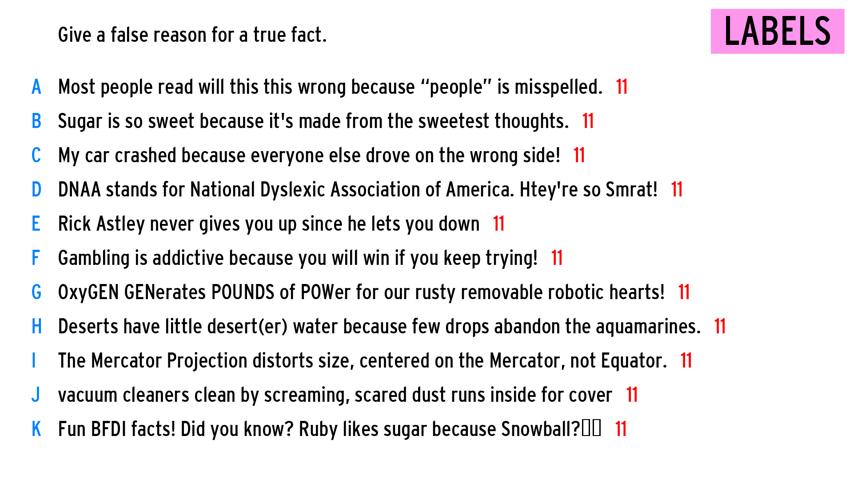 Give a false reason for a true fact.
LABELS
A Most people read will this this wrong because “people” is misspelled. 11
B Sugar is so sweet because it's made from the sweetest thoughts. 11
C My car crashed because everyone else drove on the wrong side! 11
D DNAA stands for National Dyslexic Association of America. Htey're so Smrat! 11
E Rick Astley never gives you up since he lets you down 11
F Gambling is addictive because you will win if you keep trying! 11
G OxyGEN GENerates POUNDS of POWer for our rusty removable robotic hearts! 11
H Deserts have little desert(er) water because few drops abandon the aquamarines. 11
I The Mercator Projection distorts size, centered on the Mercator, not Equator. 11
J vacuum cleaners clean by screaming, scared dust runs inside for cover 11
K Fun BFDI facts! Did you know? Ruby likes sugar because Snowball?▯▯ 11